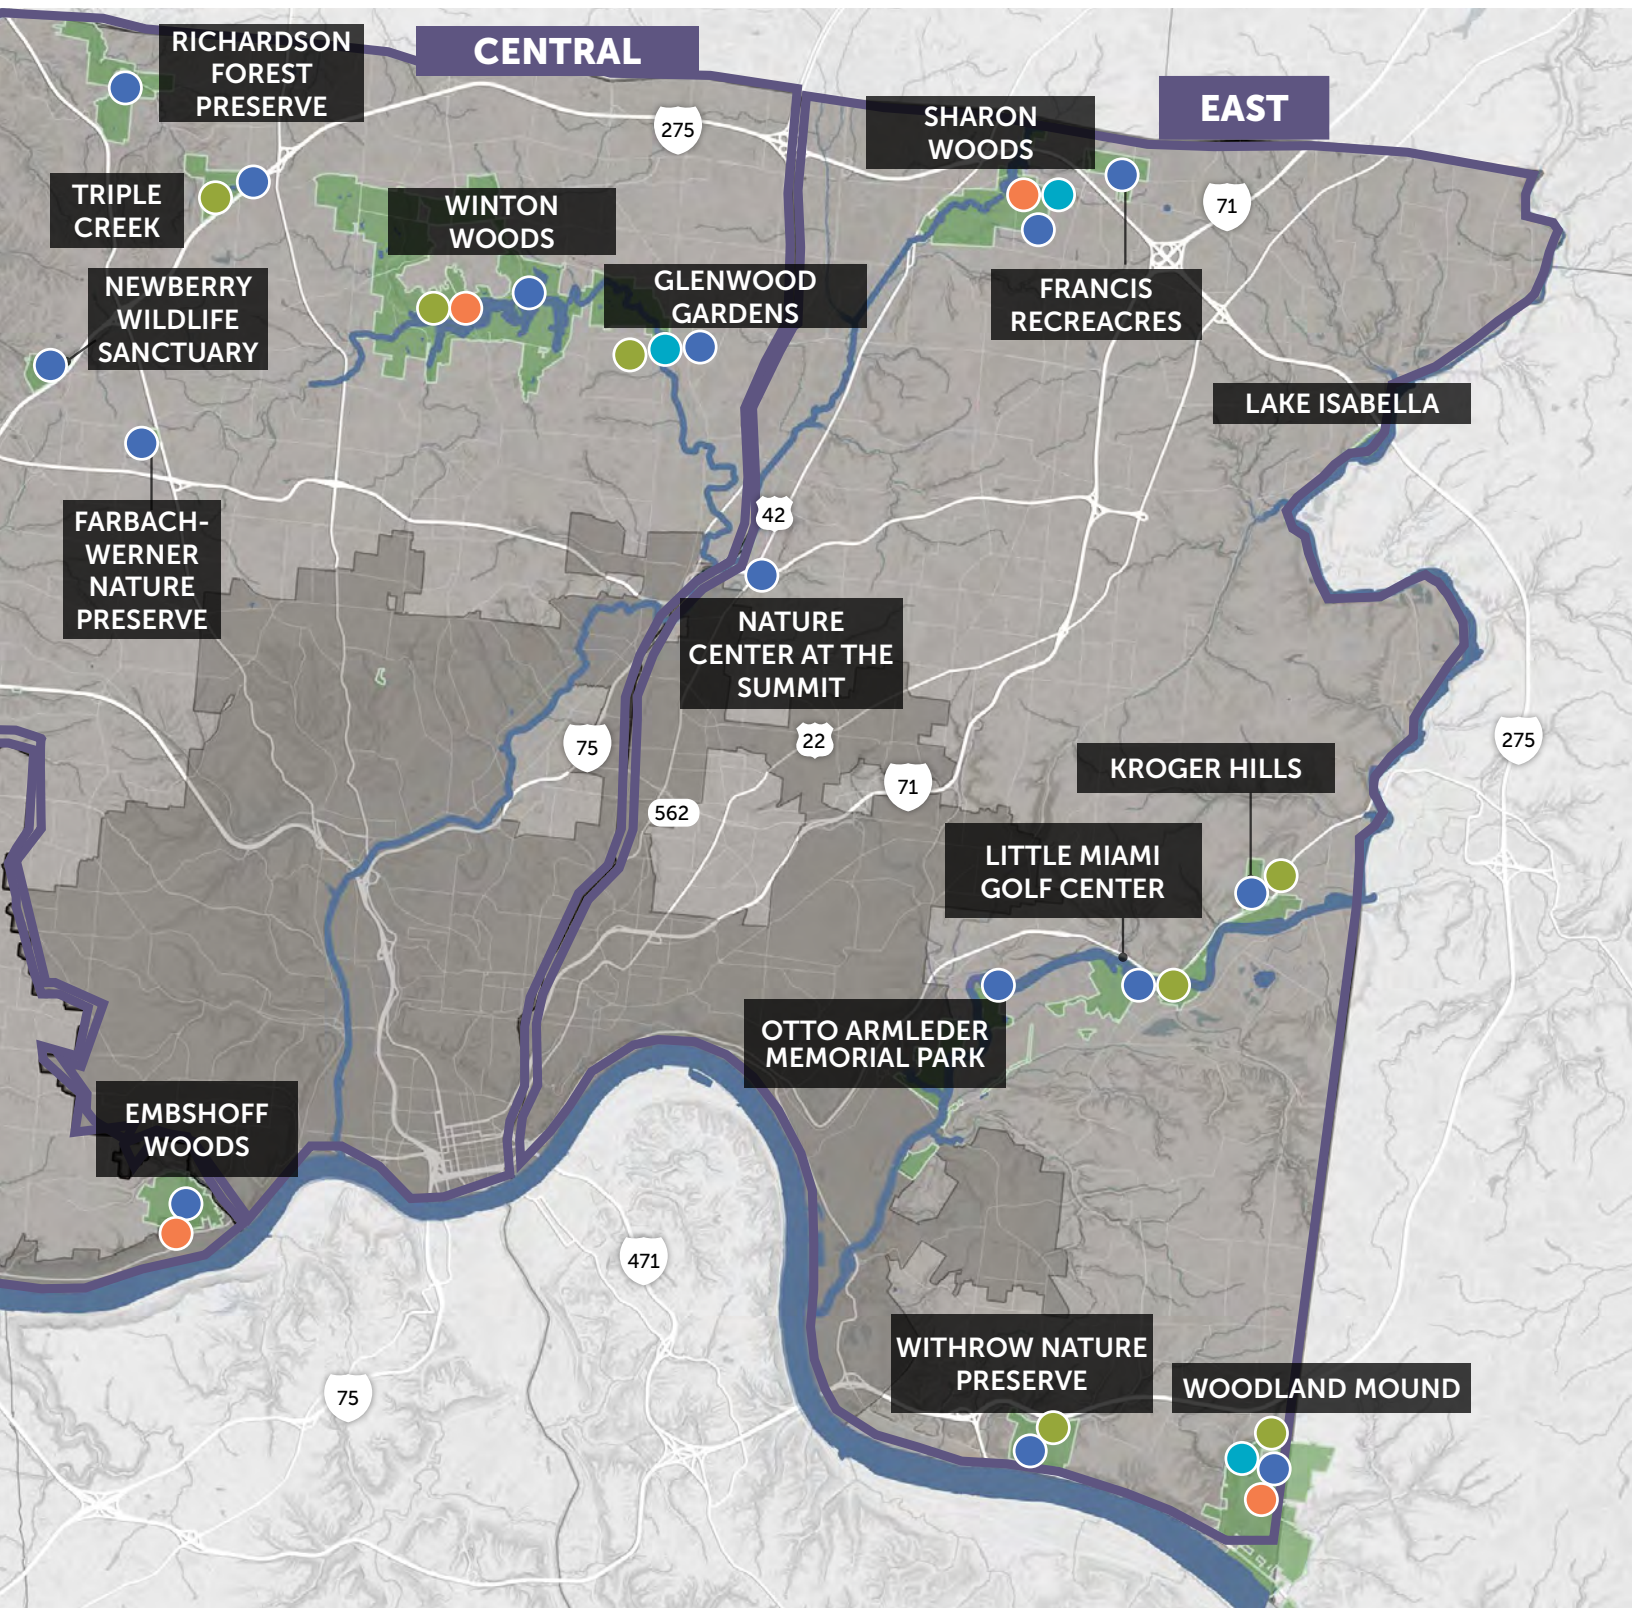 RICHARDSON
FOREST
PRESERVE
CENTRAL
EAST
275
SHARON
WOODS
TRIPLE
CREEK
WINTON
WOODS
71
NEWBERRY
WILDLIFE
SANCTUARY
GLENWOOD
GARDENS
FRANCIS
RECREACRES
LAKE ISABELLA
42
FARBACH-
WERNER
NATURE
PRESERVE
NATURE
CENTER AT THE
SUMMIT
75
22
275
71
KROGER HILLS
562
LITTLE MIAMI
GOLF CENTER
OTTO ARMLEDER
MEMORIAL PARK
EMBSHOFF
WOODS
471
WITHROW NATURE
PRESERVE
75
WOODLAND MOUND